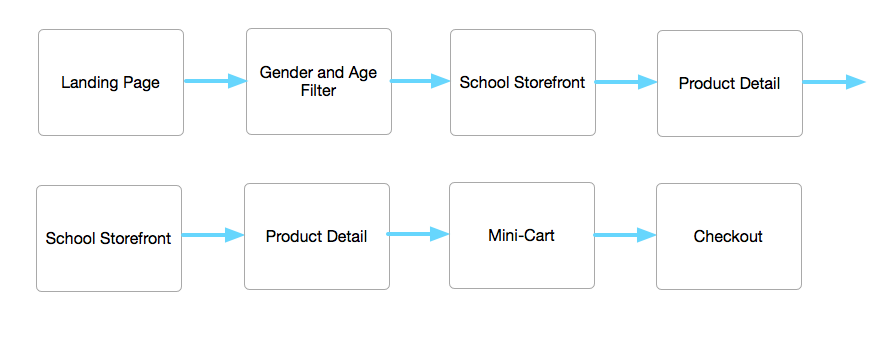 Landing Page
Gender and Age
Filter
School Storefront
Product Detail
School Storefront
Product Detail
Mini-Cart
Checkout